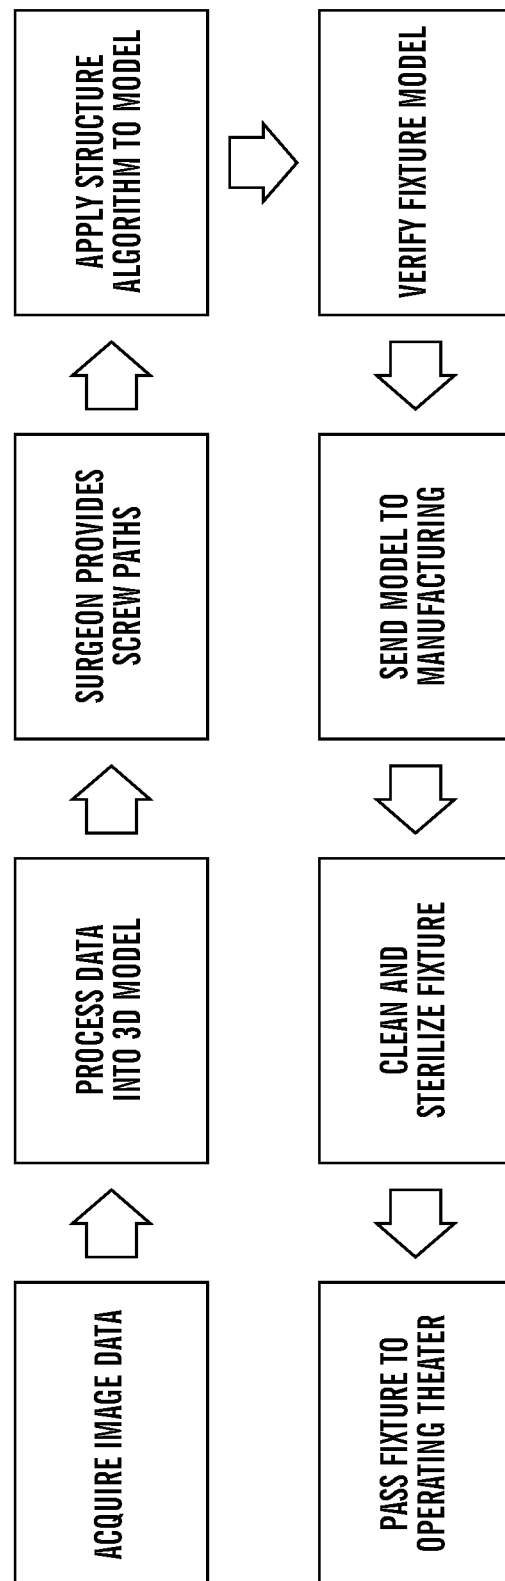 ACQUIRE IMAGE DATA
PROCESS DATA
INTO 3D MODEL
SURGEON PROVIDES
SCREW PATHS
APPLY STRUCTURE
ALGORITHM TO MODEL
VERIFY FIXTURE MODEL
SEND MODEL TO
MANUFACTURING
CLEAN AND
STERILIZE FIXTURE
PASS FIXTURE TO
OPERATING THEATER